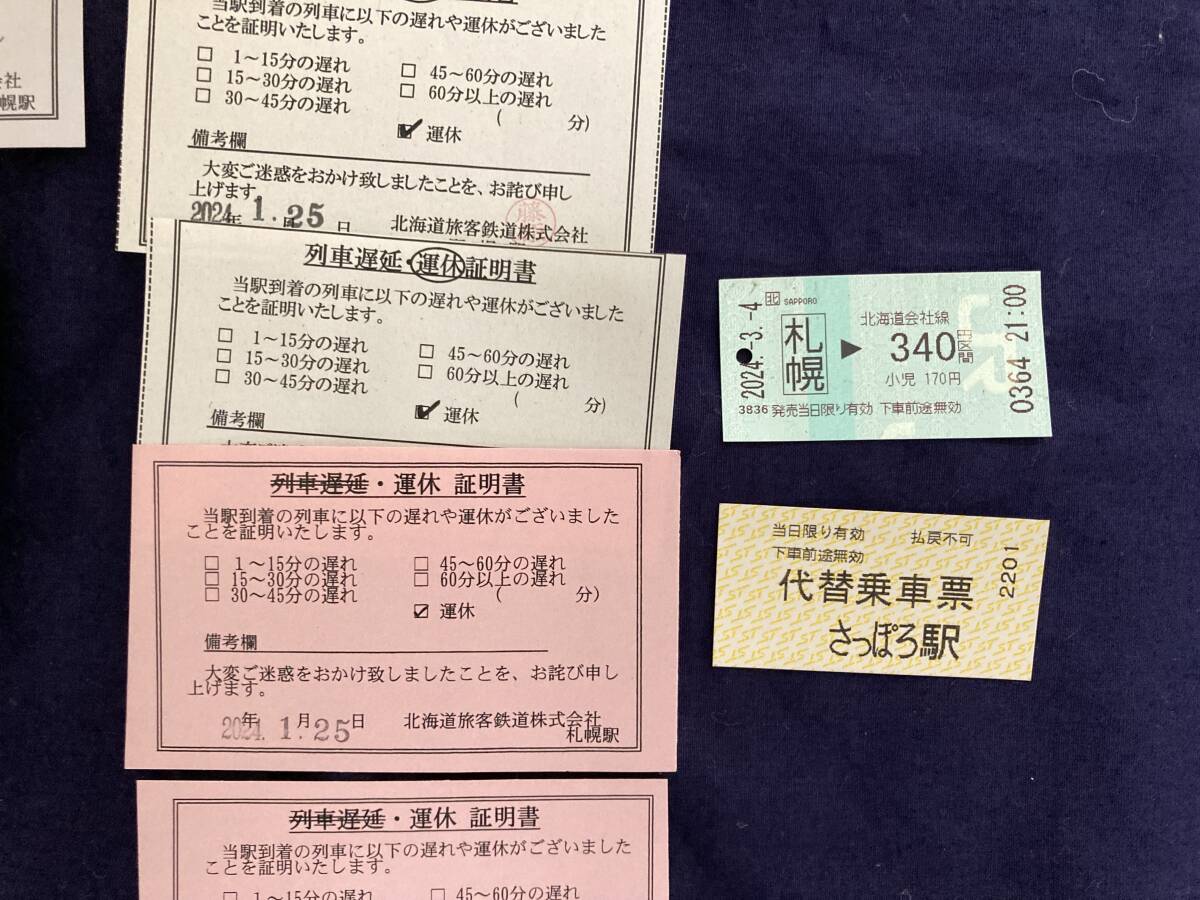 会社
幌駅
当駅到着の列車に以下の遅れや運休がございました
ことを証明いたします。
□ 1～15分の遅れ
□ 15～30分の遅れ
□ 30～45分の遅れ
□ 45～60分の遅れ
□ 60分以上の遅れ
( 分)
☑ 運休
備考欄
大変ご迷惑をおかけ致しましたことを、お詫び申し
上げます。
2024年 1月25日 北海道旅客鉄道株式会社
藤
列車遅延・運休証明書
当駅到着の列車に以下の遅れや運休がございました
ことを証明いたします。
□ 1～15分の遅れ
□ 15～30分の遅れ
□ 30～45分の遅れ
□ 45～60分の遅れ
□ 60分以上の遅れ
( 分)
☑ 運休
備考欄
列車遅延・運休 証明書
当駅到着の列車に以下の遅れや運休がございました
ことを証明いたします。
□ 1～15分の遅れ
□ 15～30分の遅れ
□ 30～45分の遅れ
□ 45～60分の遅れ
□ 60分以上の遅れ
( 分)
☑ 運休
備考欄
大変ご迷惑をおかけ致しましたことを、お詫び申し
上げます。
2024.年 1.月25日 北海道旅客鉄道株式会社
札幌駅
列車遅延・運休 証明書
当駅到着の列車に以下の遅れや運休がございました
ことを証明いたします。
□ 1～15分の遅れ
□ 45～60分の遅れ
2024.-3.-4
北 SAPPORO
札幌 ▶ 340円区間
北海道会社線
小児 170円
3836 発売当日限り有効 下車前途無効
0364 21:00
当日限り有効 払戻不可
下車前途無効
代替乗車票
さっぽろ駅
2201